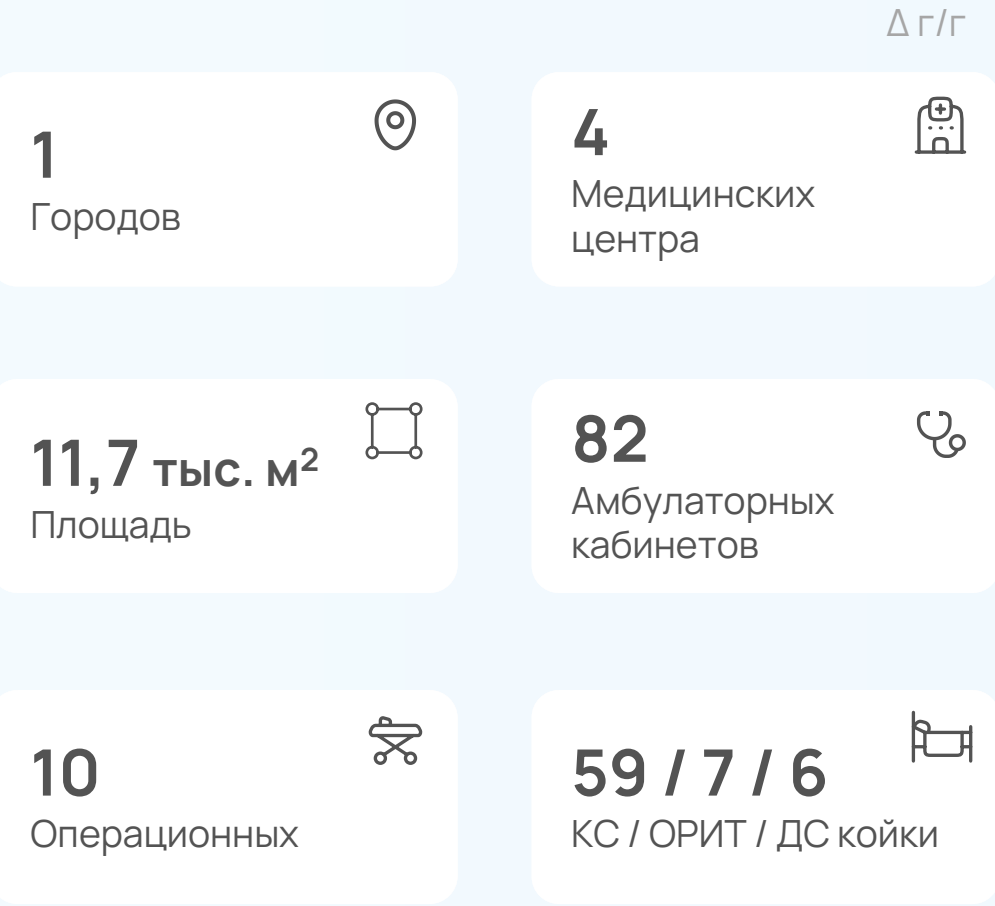 Δ г/г
1
Городов
4
Медицинских
центра
11,7 тыс. м²
Площадь
82
Амбулаторных
кабинетов
10
Операционных
59 / 7 / 6
КС / ОРИТ / ДС койки